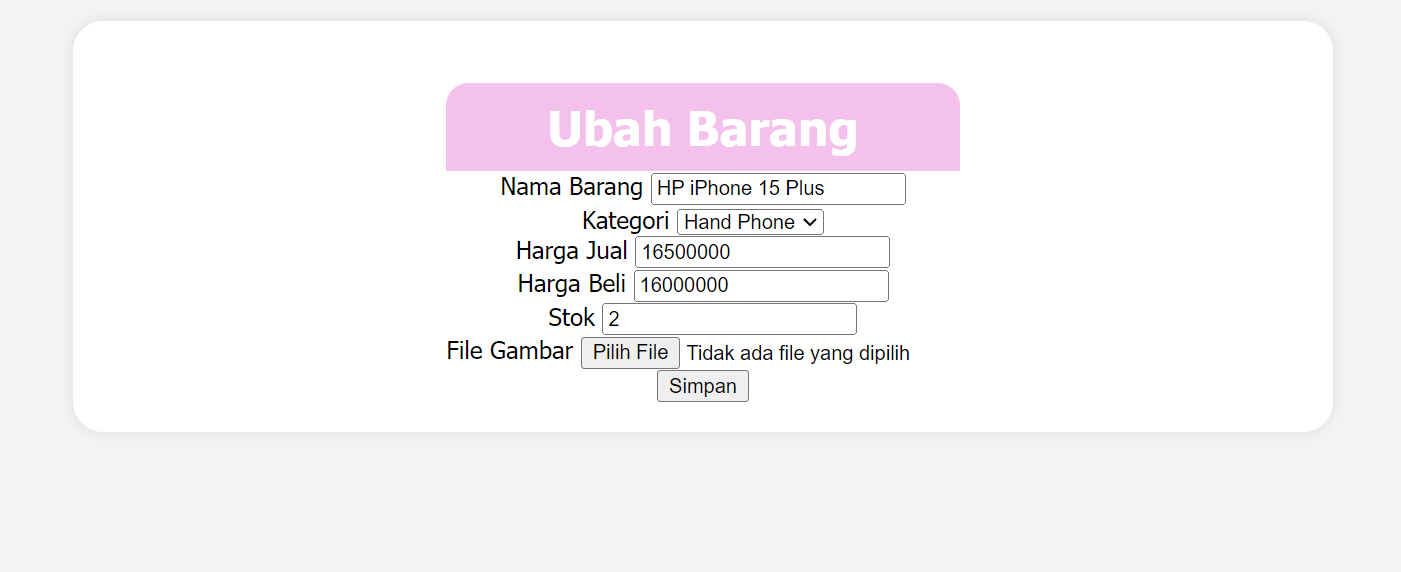 Ubah Barang
Nama Barang HP iPhone 15 Plus
Kategori Hand Phone
Harga Jual 16500000
Harga Beli 16000000
Stok 2
File Gambar Pilih File Tidak ada file yang dipilih
Simpan